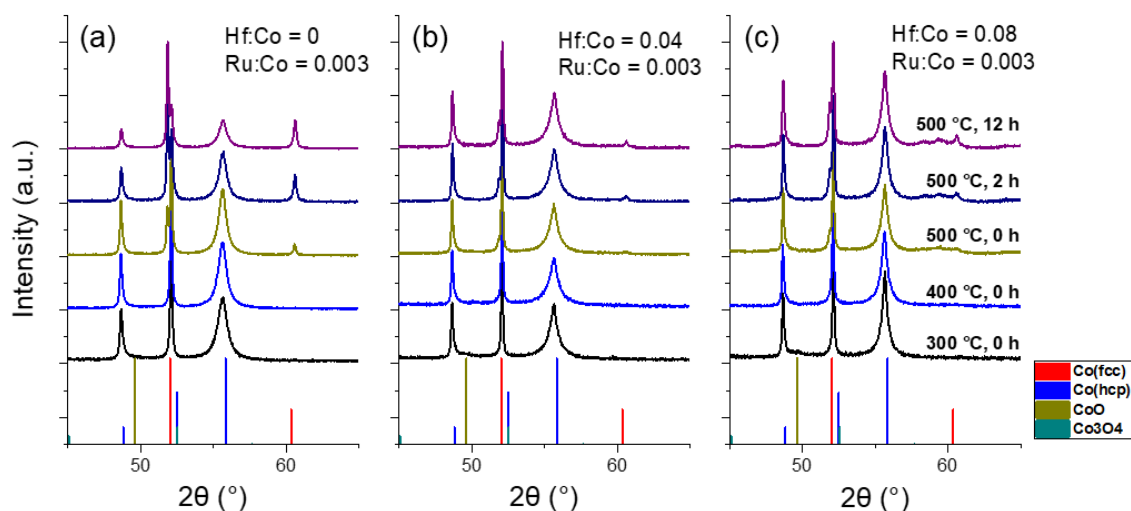 (a)
Hf:Co = 0
Ru:Co = 0.003
(b)
Hf:Co = 0.04
Ru:Co = 0.003
(c)
Hf:Co = 0.08
Ru:Co = 0.003
500 °C, 12 h
500 °C, 2 h
500 °C, 0 h
400 °C, 0 h
300 °C, 0 h
Intensity (a.u.)
50 60
50 60
50 60
2θ (°)
2θ (°)
2θ (°)
Co(fcc)
Co(hcp)
CoO
Co3O4